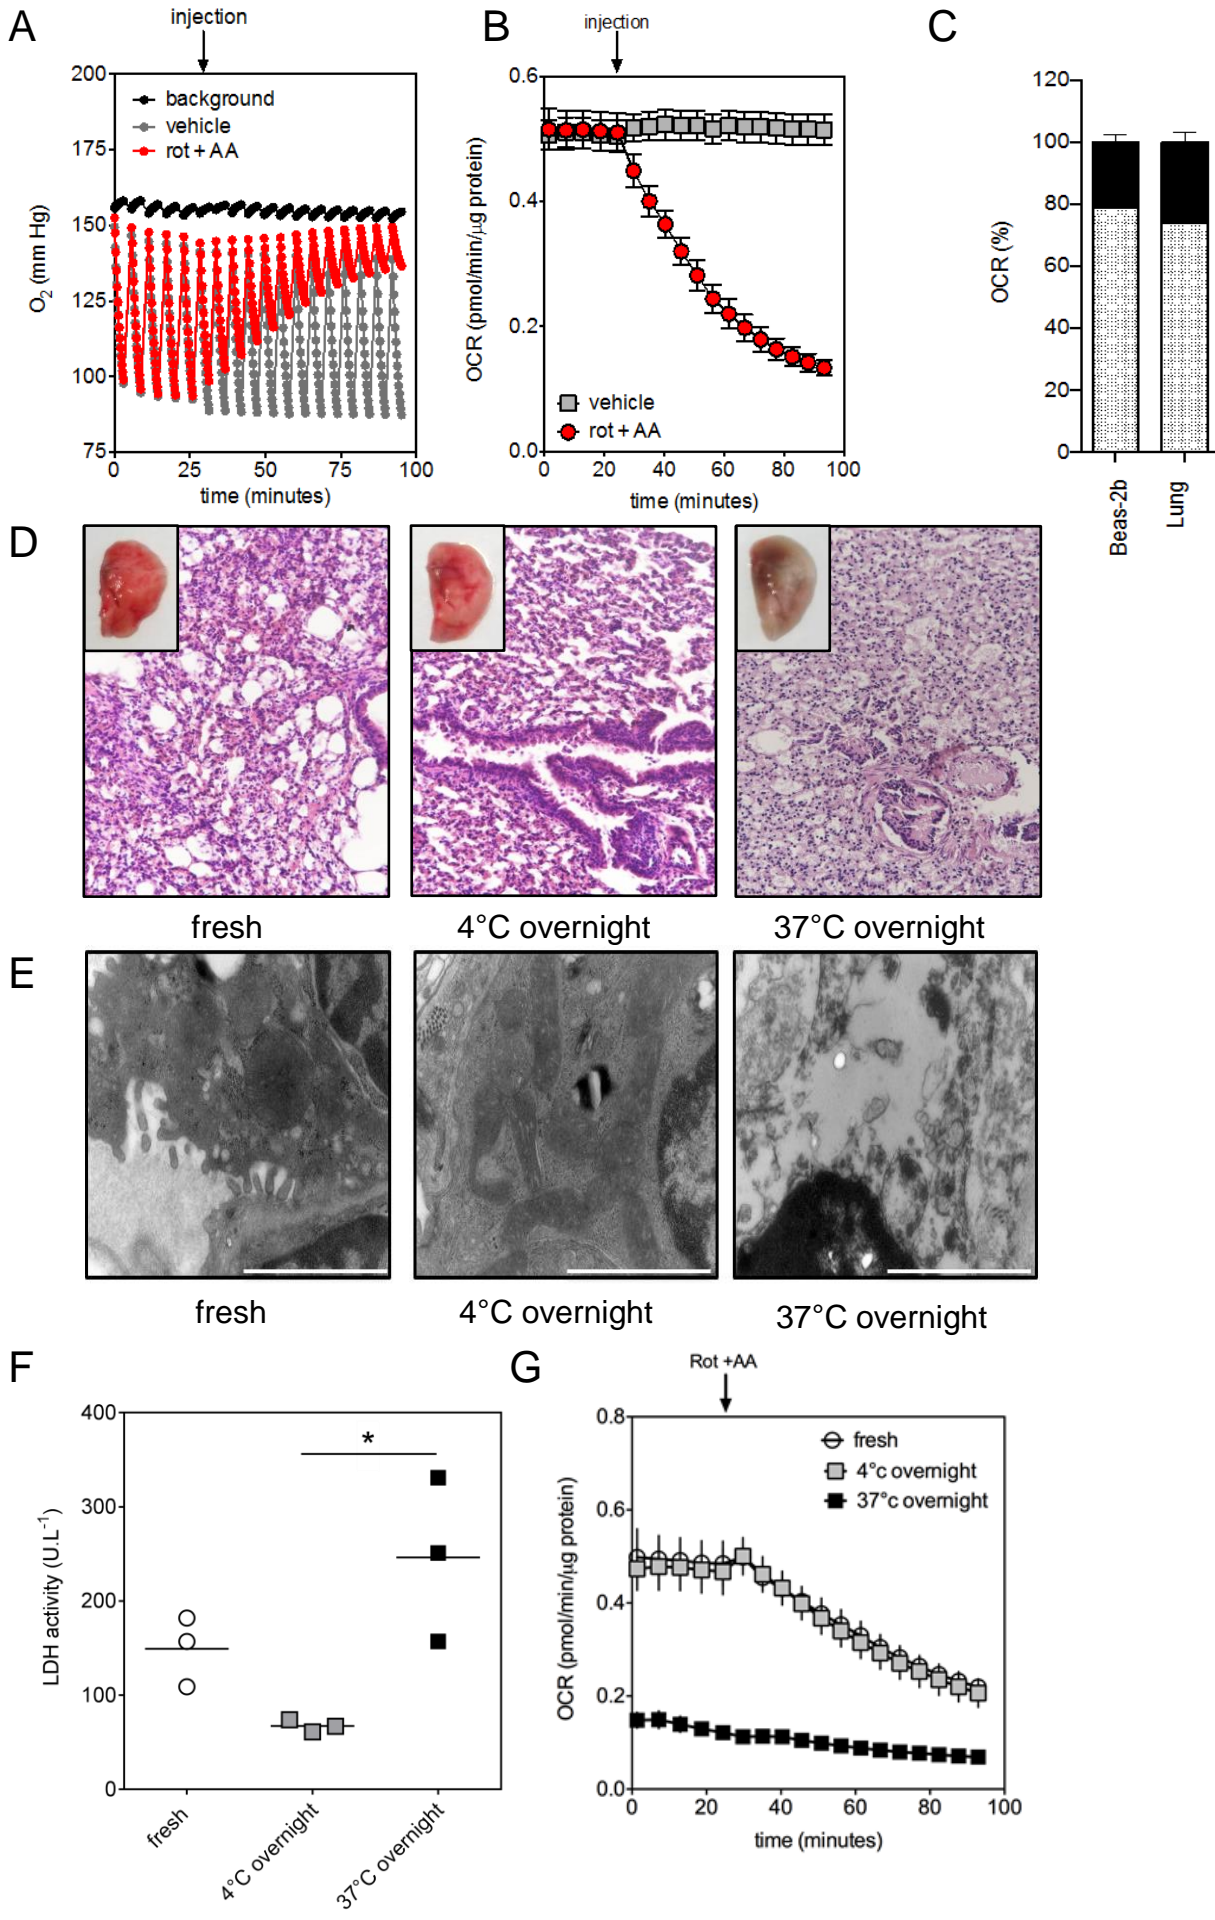 A
injection
200
175
150
125
100
75
O2 (mm Hg)
background
vehicle
rot + AA
0
25
50
75
100
time (minutes)
B
injection
0.6
0.4
0.2
0.0
OCR (pmol/min/µg protein)
vehicle
rot + AA
0
20
40
60
80
100
time (minutes)
C
120
100
80
60
40
20
0
OCR (%)
Beas-2b
Lung
D
fresh
4°C overnight
37°C overnight
E
fresh
4°C overnight
37°C overnight
F
400
300
200
100
0
LDH activity (U.L-1)
*
fresh
4°C overnight
37°C overnight
G
Rot +AA
0.8
0.6
0.4
0.2
0.0
OCR (pmol/min/µg protein)
fresh
4°c overnight
37°c overnight
0
20
40
60
80
100
time (minutes)